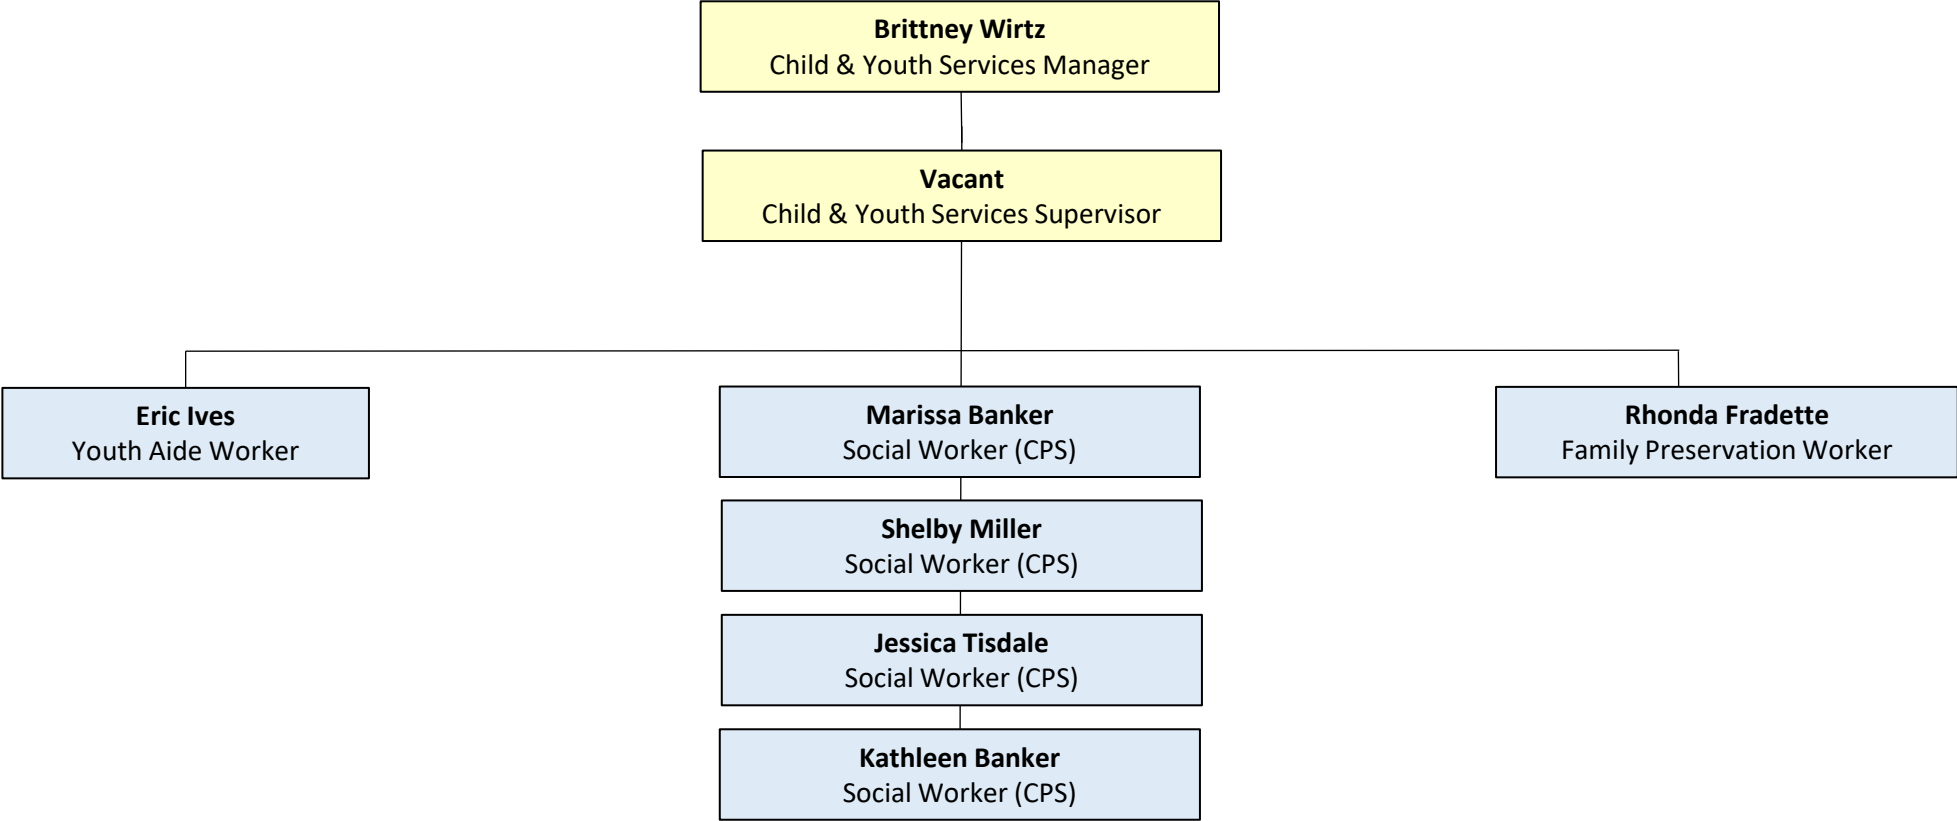 Brittney Wirtz
Child & Youth Services Manager
Vacant
Child & Youth Services Supervisor
Eric Ives
Youth Aide Worker
Marissa Banker
Social Worker (CPS)
Rhonda Fradette
Family Preservation Worker
Shelby Miller
Social Worker (CPS)
Jessica Tisdale
Social Worker (CPS)
Kathleen Banker
Social Worker (CPS)